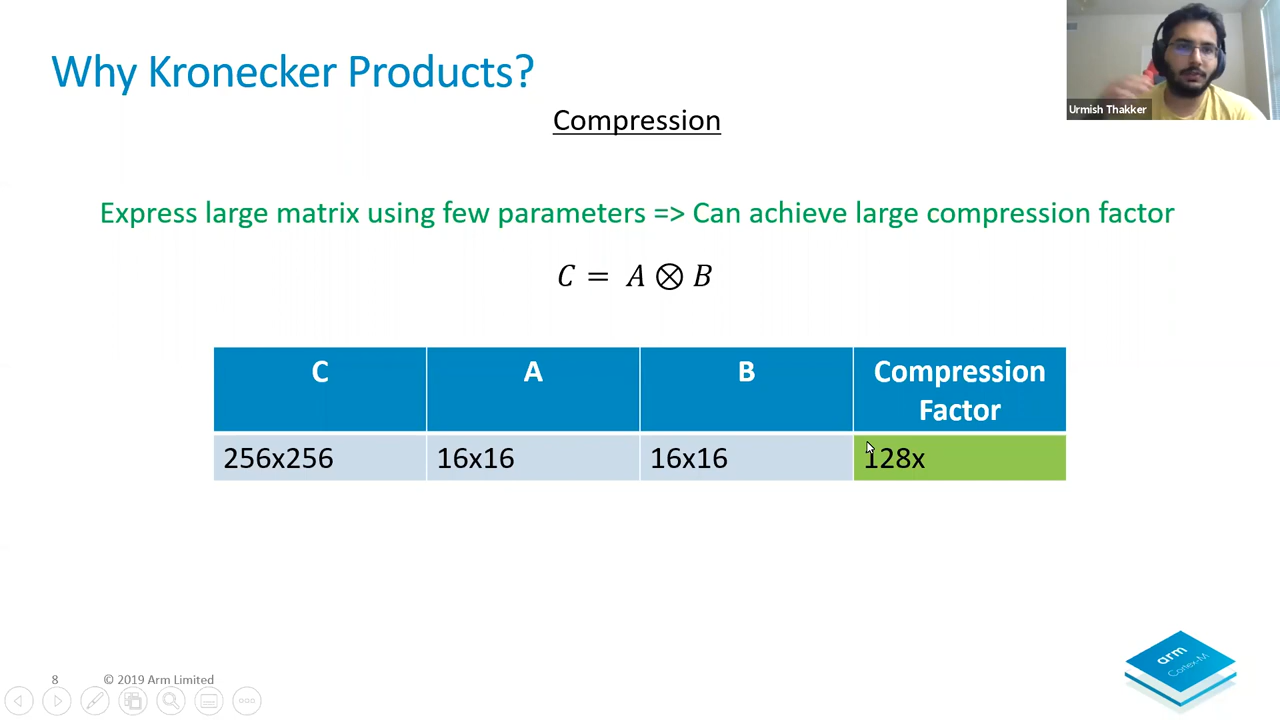 Why Kronecker Products?
Urmish Thakker
Compression
Express large matrix using few parameters => Can achieve large compression factor
C = A ⊗ B
C A B Compression Factor
256x256 16x16 16x16 128x
8 © 2019 Arm Limited
arm
Cortex-M